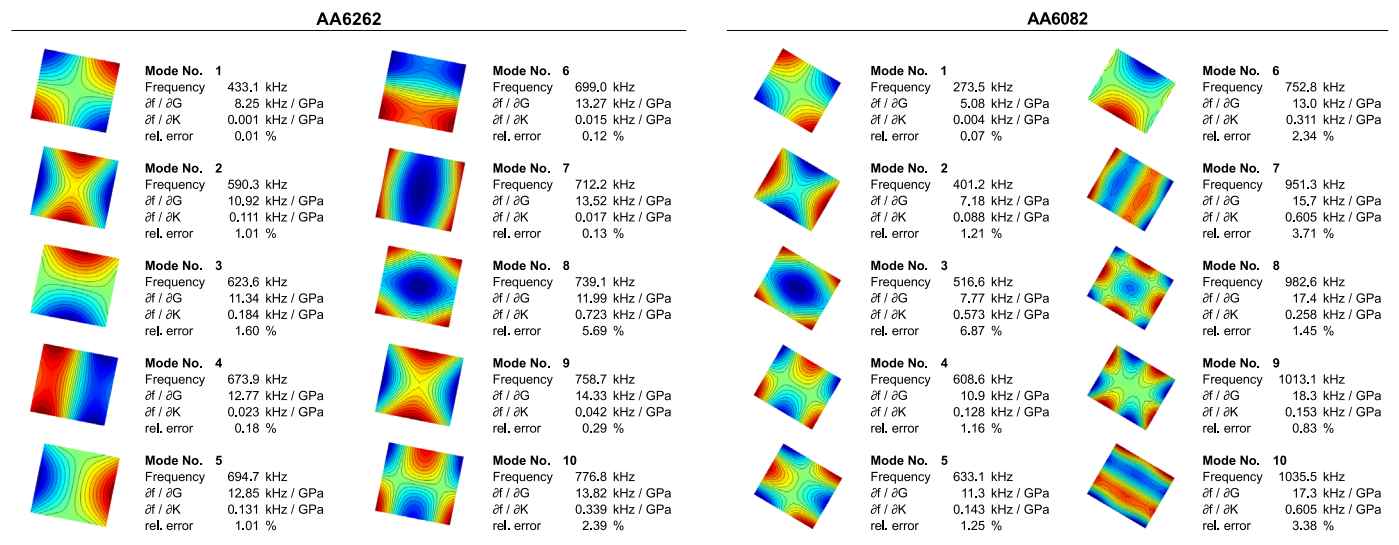 AA6262
Mode No. 1
Frequency 433.1 kHz
∂f / ∂G 8.25 kHz / GPa
∂f / ∂K 0.001 kHz / GPa
rel. error 0.01 %
Mode No. 2
Frequency 590.3 kHz
∂f / ∂G 10.92 kHz / GPa
∂f / ∂K 0.111 kHz / GPa
rel. error 1.01 %
Mode No. 3
Frequency 623.6 kHz
∂f / ∂G 11.34 kHz / GPa
∂f / ∂K 0.184 kHz / GPa
rel. error 1.60 %
Mode No. 4
Frequency 673.9 kHz
∂f / ∂G 12.77 kHz / GPa
∂f / ∂K 0.023 kHz / GPa
rel. error 0.18 %
Mode No. 5
Frequency 694.7 kHz
∂f / ∂G 12.85 kHz / GPa
∂f / ∂K 0.131 kHz / GPa
rel. error 1.01 %
Mode No. 6
Frequency 699.0 kHz
∂f / ∂G 13.27 kHz / GPa
∂f / ∂K 0.015 kHz / GPa
rel. error 0.12 %
Mode No. 7
Frequency 712.2 kHz
∂f / ∂G 13.52 kHz / GPa
∂f / ∂K 0.017 kHz / GPa
rel. error 0.13 %
Mode No. 8
Frequency 739.1 kHz
∂f / ∂G 11.99 kHz / GPa
∂f / ∂K 0.723 kHz / GPa
rel. error 5.69 %
Mode No. 9
Frequency 758.7 kHz
∂f / ∂G 14.33 kHz / GPa
∂f / ∂K 0.042 kHz / GPa
rel. error 0.29 %
Mode No. 10
Frequency 776.8 kHz
∂f / ∂G 13.82 kHz / GPa
∂f / ∂K 0.339 kHz / GPa
rel. error 2.39 %
AA6082
Mode No. 1
Frequency 273.5 kHz
∂f / ∂G 5.08 kHz / GPa
∂f / ∂K 0.004 kHz / GPa
rel. error 0.07 %
Mode No. 2
Frequency 401.2 kHz
∂f / ∂G 7.18 kHz / GPa
∂f / ∂K 0.088 kHz / GPa
rel. error 1.21 %
Mode No. 3
Frequency 516.6 kHz
∂f / ∂G 7.77 kHz / GPa
∂f / ∂K 0.573 kHz / GPa
rel. error 6.87 %
Mode No. 4
Frequency 608.6 kHz
∂f / ∂G 10.9 kHz / GPa
∂f / ∂K 0.128 kHz / GPa
rel. error 1.16 %
Mode No. 5
Frequency 633.1 kHz
∂f / ∂G 11.3 kHz / GPa
∂f / ∂K 0.143 kHz / GPa
rel. error 1.25 %
Mode No. 6
Frequency 752.8 kHz
∂f / ∂G 13.0 kHz / GPa
∂f / ∂K 0.311 kHz / GPa
rel. error 2.34 %
Mode No. 7
Frequency 951.3 kHz
∂f / ∂G 15.7 kHz / GPa
∂f / ∂K 0.605 kHz / GPa
rel. error 3.71 %
Mode No. 8
Frequency 982.6 kHz
∂f / ∂G 17.4 kHz / GPa
∂f / ∂K 0.258 kHz / GPa
rel. error 1.45 %
Mode No. 9
Frequency 1013.1 kHz
∂f / ∂G 18.3 kHz / GPa
∂f / ∂K 0.153 kHz / GPa
rel. error 0.83 %
Mode No. 10
Frequency 1035.5 kHz
∂f / ∂G 17.3 kHz / GPa
∂f / ∂K 0.605 kHz / GPa
rel. error 3.38 %